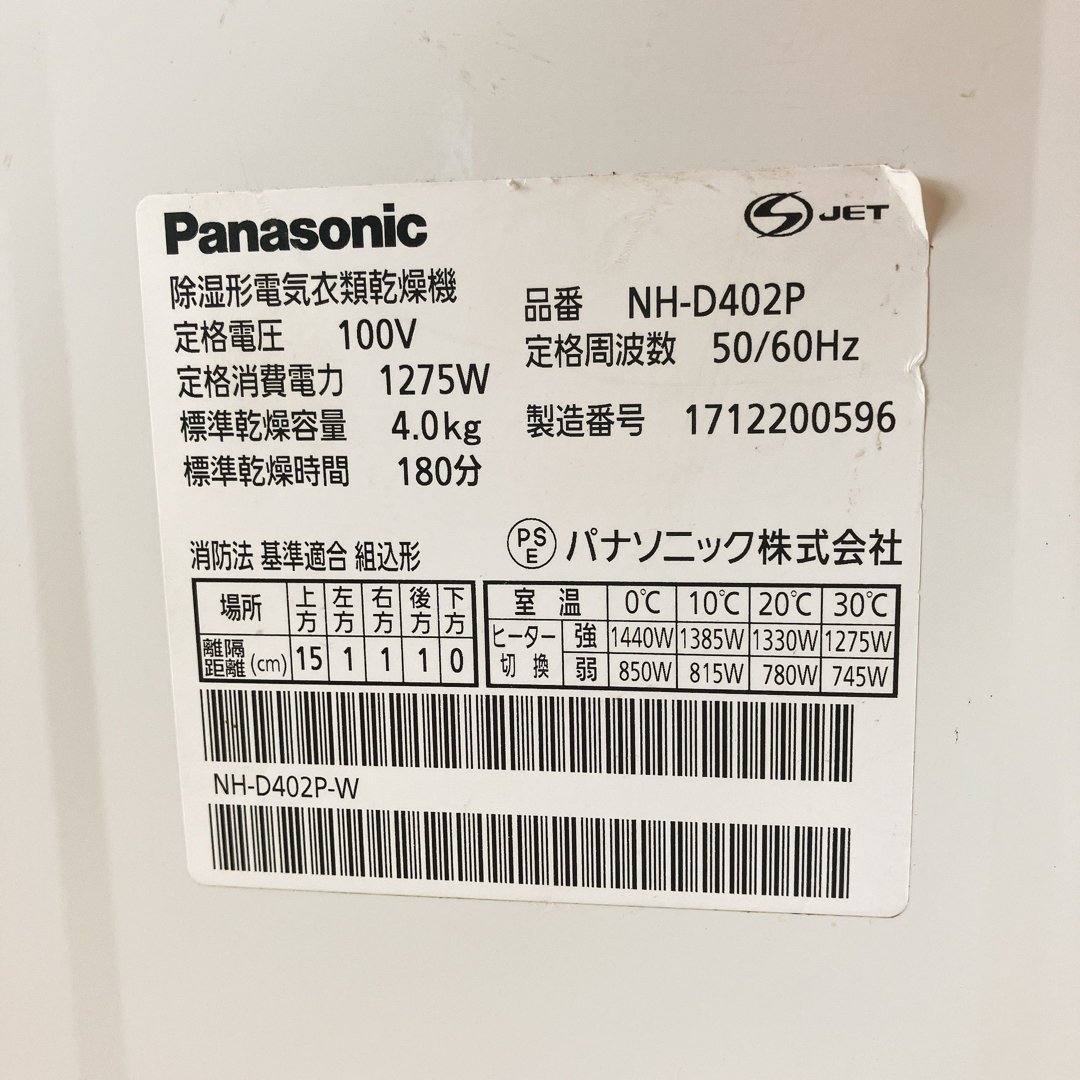 Panasonic
JET
除湿形電気衣類乾燥機
品番 NH-D402P
定格電圧 100V
定格周波数 50/60Hz
定格消費電力 1275W
標準乾燥容量 4.0kg
製造番号 1712200596
標準乾燥時間 180分
消防法 基準適合 組込形
PSE パナソニック株式会社
場所 上方 左方 右方 後方 下方
離隔距離(cm) 15 1 1 1 0
室温 0℃ 10℃ 20℃ 30℃
ヒーター切換 強 1440W 1385W 1330W 1275W
弱 850W 815W 780W 745W
NH-D402P-W